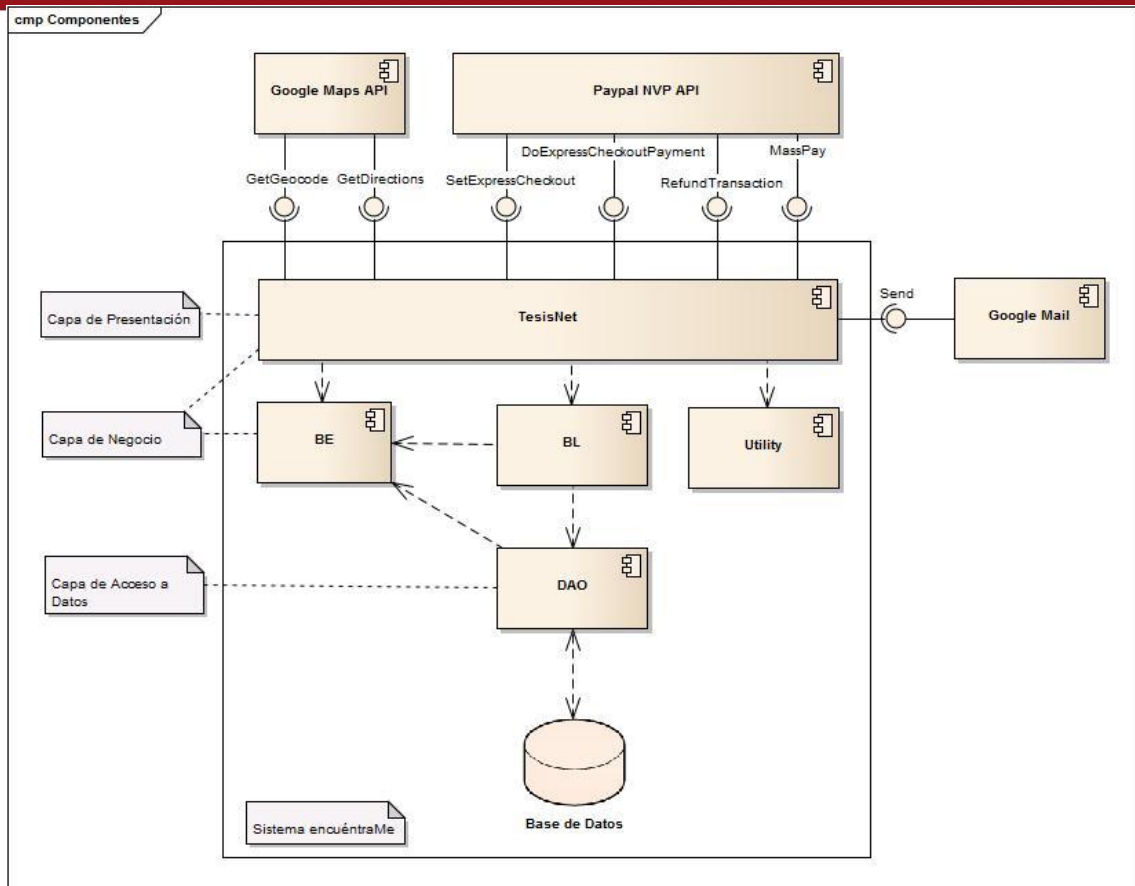 cmp Componentes
Google Maps API
Paypal NVP API
DoExpressCheckoutPayment
MassPay
GetGeocode
GetDirections
SetExpressCheckout
RefundTransaction
Capa de Presentación
TesisNet
Send
Google Mail
Capa de Negocio
BE
BL
Utility
Capa de Acceso a
Datos
DAO
Base de Datos
Sistema encuéntraMe